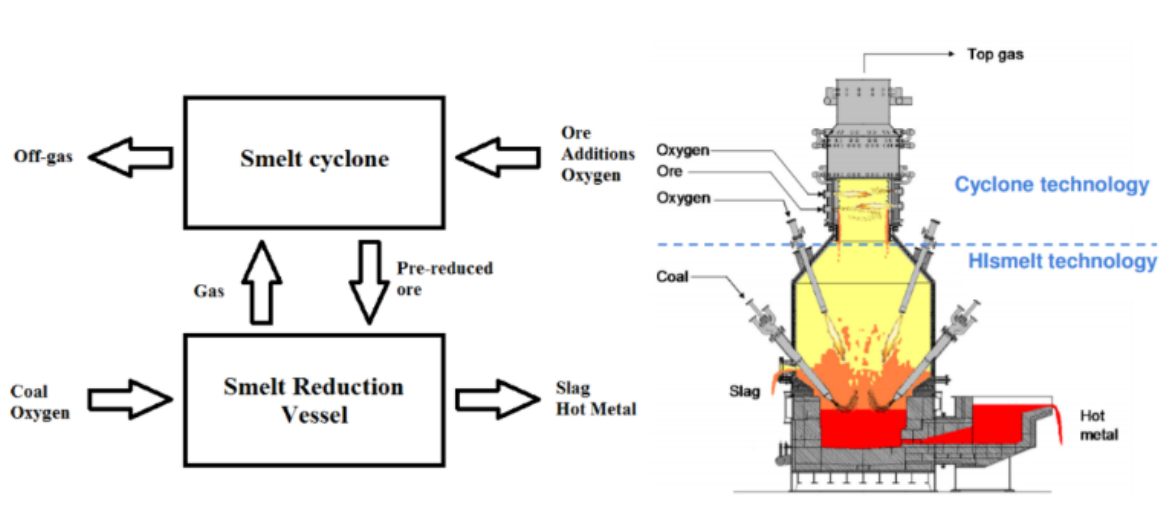 Off-gas
Smelt cyclone
Ore
Additions
Oxygen
Gas
Pre-reduced
ore
Coal
Oxygen
Smelt Reduction
Vessel
Slag
Hot Metal
Top gas
Oxygen
Ore
Oxygen
Cyclone technology
HIsmelt technology
Coal
Slag
Hot
metal